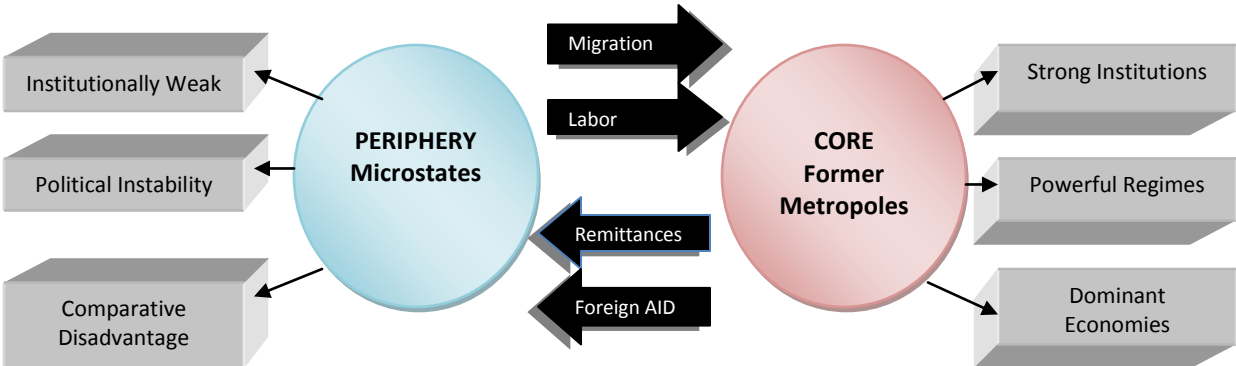 Institutionally Weak
Political Instability
Comparative
Disadvantage
PERIPHERY
Microstates
Migration
Labor
Remittances
Foreign AID
CORE
Former
Metropoles
Strong Institutions
Powerful Regimes
Dominant
Economies